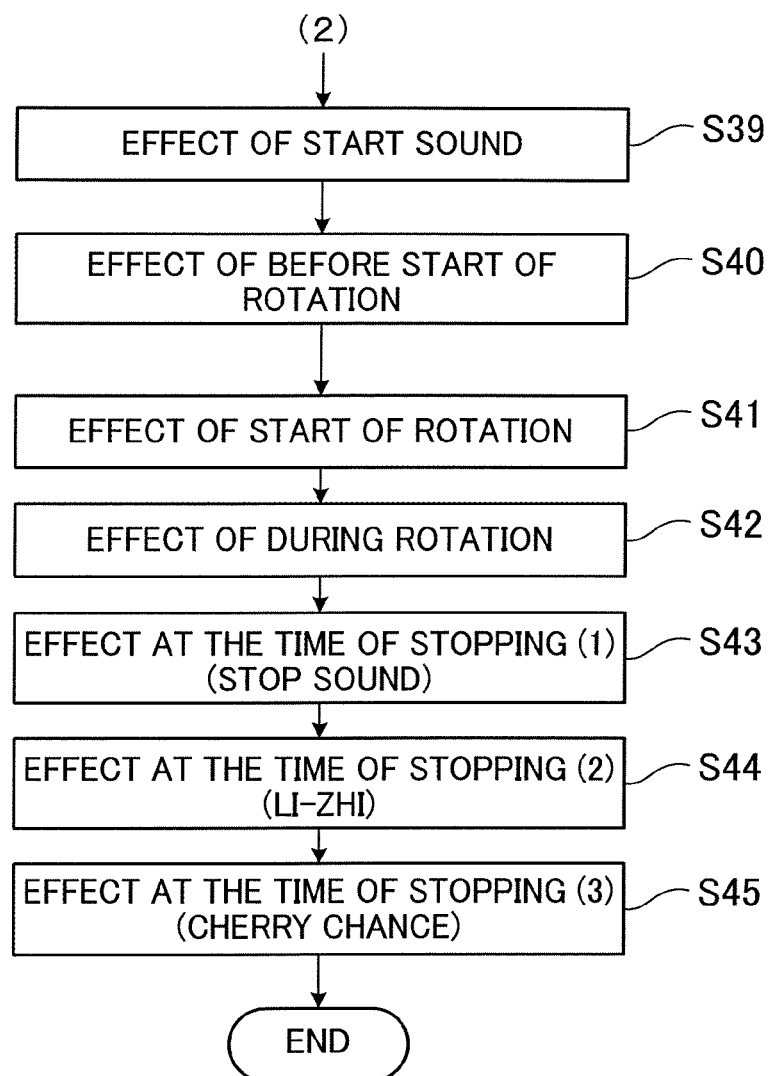 (2)
EFFECT OF START SOUND
S39
EFFECT OF BEFORE START OF
ROTATION
S40
EFFECT OF START OF ROTATION
S41
EFFECT OF DURING ROTATION
S42
EFFECT AT THE TIME OF STOPPING (1)
(STOP SOUND)
S43
EFFECT AT THE TIME OF STOPPING (2)
(LI-ZHI)
S44
EFFECT AT THE TIME OF STOPPING (3)
(CHERRY CHANCE)
S45
END